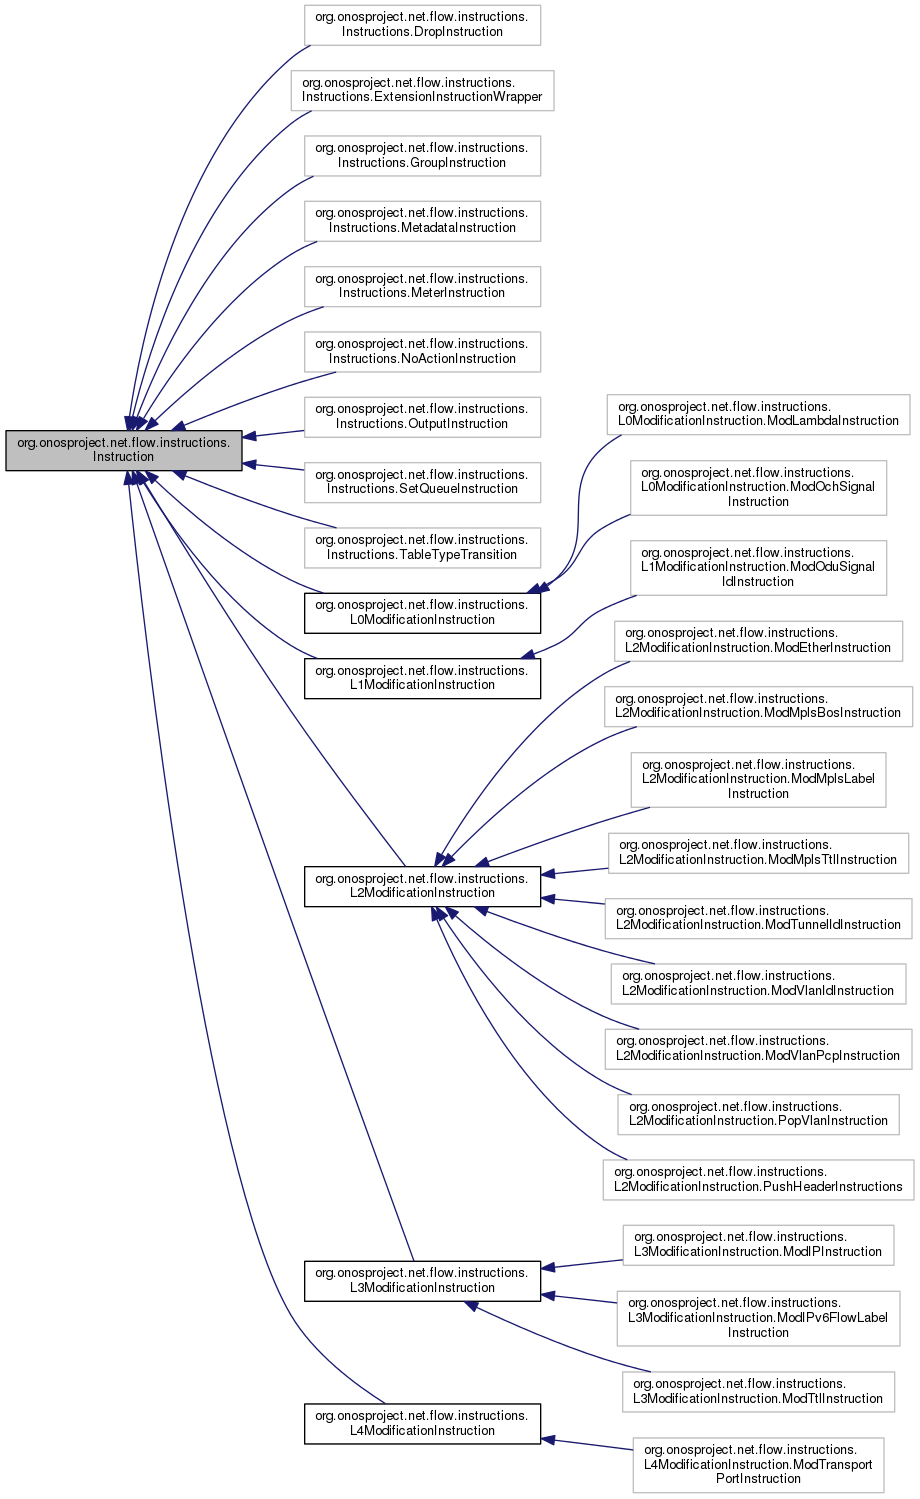 org.onosproject.net.flow.instructions.
Instructions.DropInstruction
org.onosproject.net.flow.instructions.
Instructions.ExtensionInstructionWrapper
org.onosproject.net.flow.instructions.
Instructions.GroupInstruction
org.onosproject.net.flow.instructions.
Instructions.MetadataInstruction
org.onosproject.net.flow.instructions.
Instructions.MeterInstruction
org.onosproject.net.flow.instructions.
Instructions.NoActionInstruction
org.onosproject.net.flow.instructions.
Instructions.OutputInstruction
org.onosproject.net.flow.instructions.
Instruction
org.onosproject.net.flow.instructions.
Instructions.SetQueueInstruction
org.onosproject.net.flow.instructions.
Instructions.TableTypeTransition
org.onosproject.net.flow.instructions.
L0ModificationInstruction
org.onosproject.net.flow.instructions.
L1ModificationInstruction
org.onosproject.net.flow.instructions.
L2ModificationInstruction
org.onosproject.net.flow.instructions.
L3ModificationInstruction
org.onosproject.net.flow.instructions.
L4ModificationInstruction
org.onosproject.net.flow.instructions.
L0ModificationInstruction.ModLambdaInstruction
org.onosproject.net.flow.instructions.
L0ModificationInstruction.ModOchSignal
Instruction
org.onosproject.net.flow.instructions.
L1ModificationInstruction.ModOduSignal
IdInstruction
org.onosproject.net.flow.instructions.
L2ModificationInstruction.ModEtherInstruction
org.onosproject.net.flow.instructions.
L2ModificationInstruction.ModMplsBosInstruction
org.onosproject.net.flow.instructions.
L2ModificationInstruction.ModMplsLabel
Instruction
org.onosproject.net.flow.instructions.
L2ModificationInstruction.ModMplsTtlInstruction
org.onosproject.net.flow.instructions.
L2ModificationInstruction.ModTunnelIdInstruction
org.onosproject.net.flow.instructions.
L2ModificationInstruction.ModVlanIdInstruction
org.onosproject.net.flow.instructions.
L2ModificationInstruction.ModVlanPcpInstruction
org.onosproject.net.flow.instructions.
L2ModificationInstruction.PopVlanInstruction
org.onosproject.net.flow.instructions.
L2ModificationInstruction.PushHeaderInstructions
org.onosproject.net.flow.instructions.
L3ModificationInstruction.ModIPInstruction
org.onosproject.net.flow.instructions.
L3ModificationInstruction.ModIPv6FlowLabel
Instruction
org.onosproject.net.flow.instructions.
L3ModificationInstruction.ModTtlInstruction
org.onosproject.net.flow.instructions.
L4ModificationInstruction.ModTransport
PortInstruction